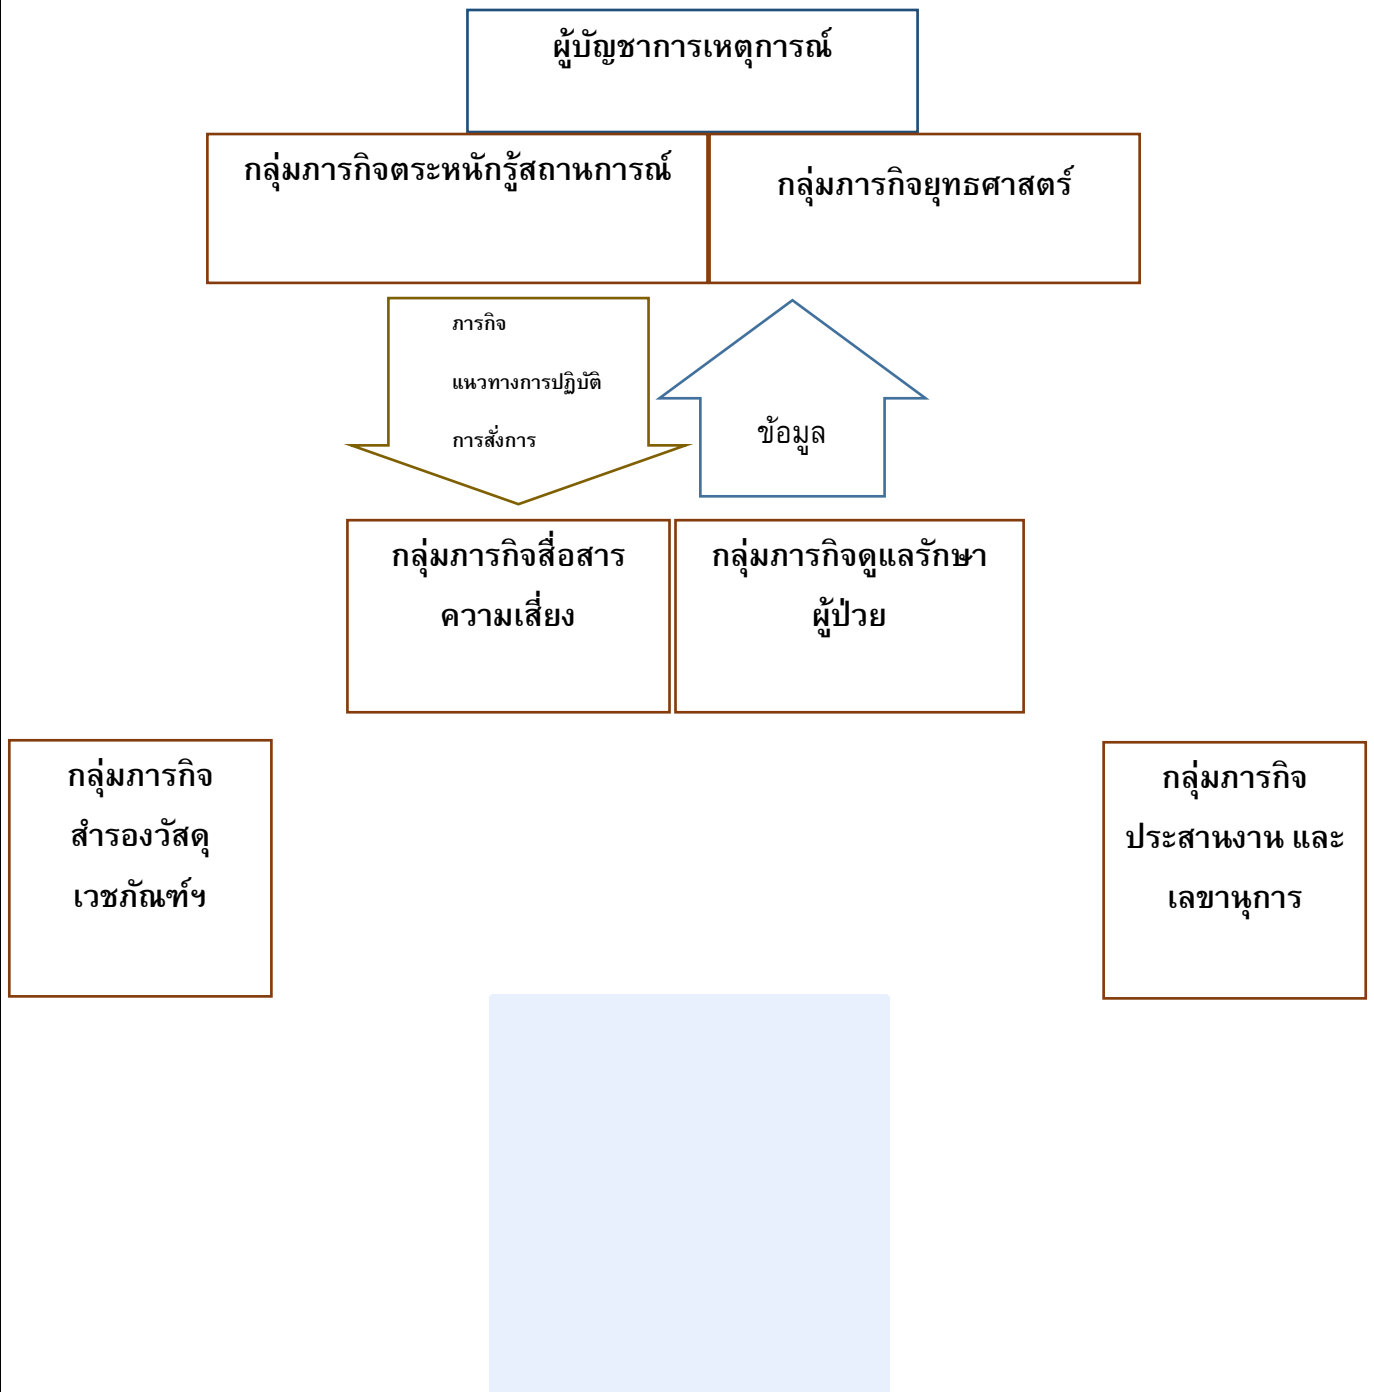 ผู้บัญชาการเหตุการณ์
กลุ่มภารกิจตระหนักรู้สถานการณ์
กลุ่มภารกิจยุทธศาสตร์
ภารกิจ
แนวทางการปฏิบัติ
การสั่งการ
ข้อมูล
กลุ่มภารกิจสื่อสาร
ความเสี่ยง
กลุ่มภารกิจดูแลรักษา
ผู้ป่วย
กลุ่มภารกิจ
สำรองวัสดุ
เวชภัณฑ์ฯ
กลุ่มภารกิจ
ประสานงาน และ
เลขานุการ